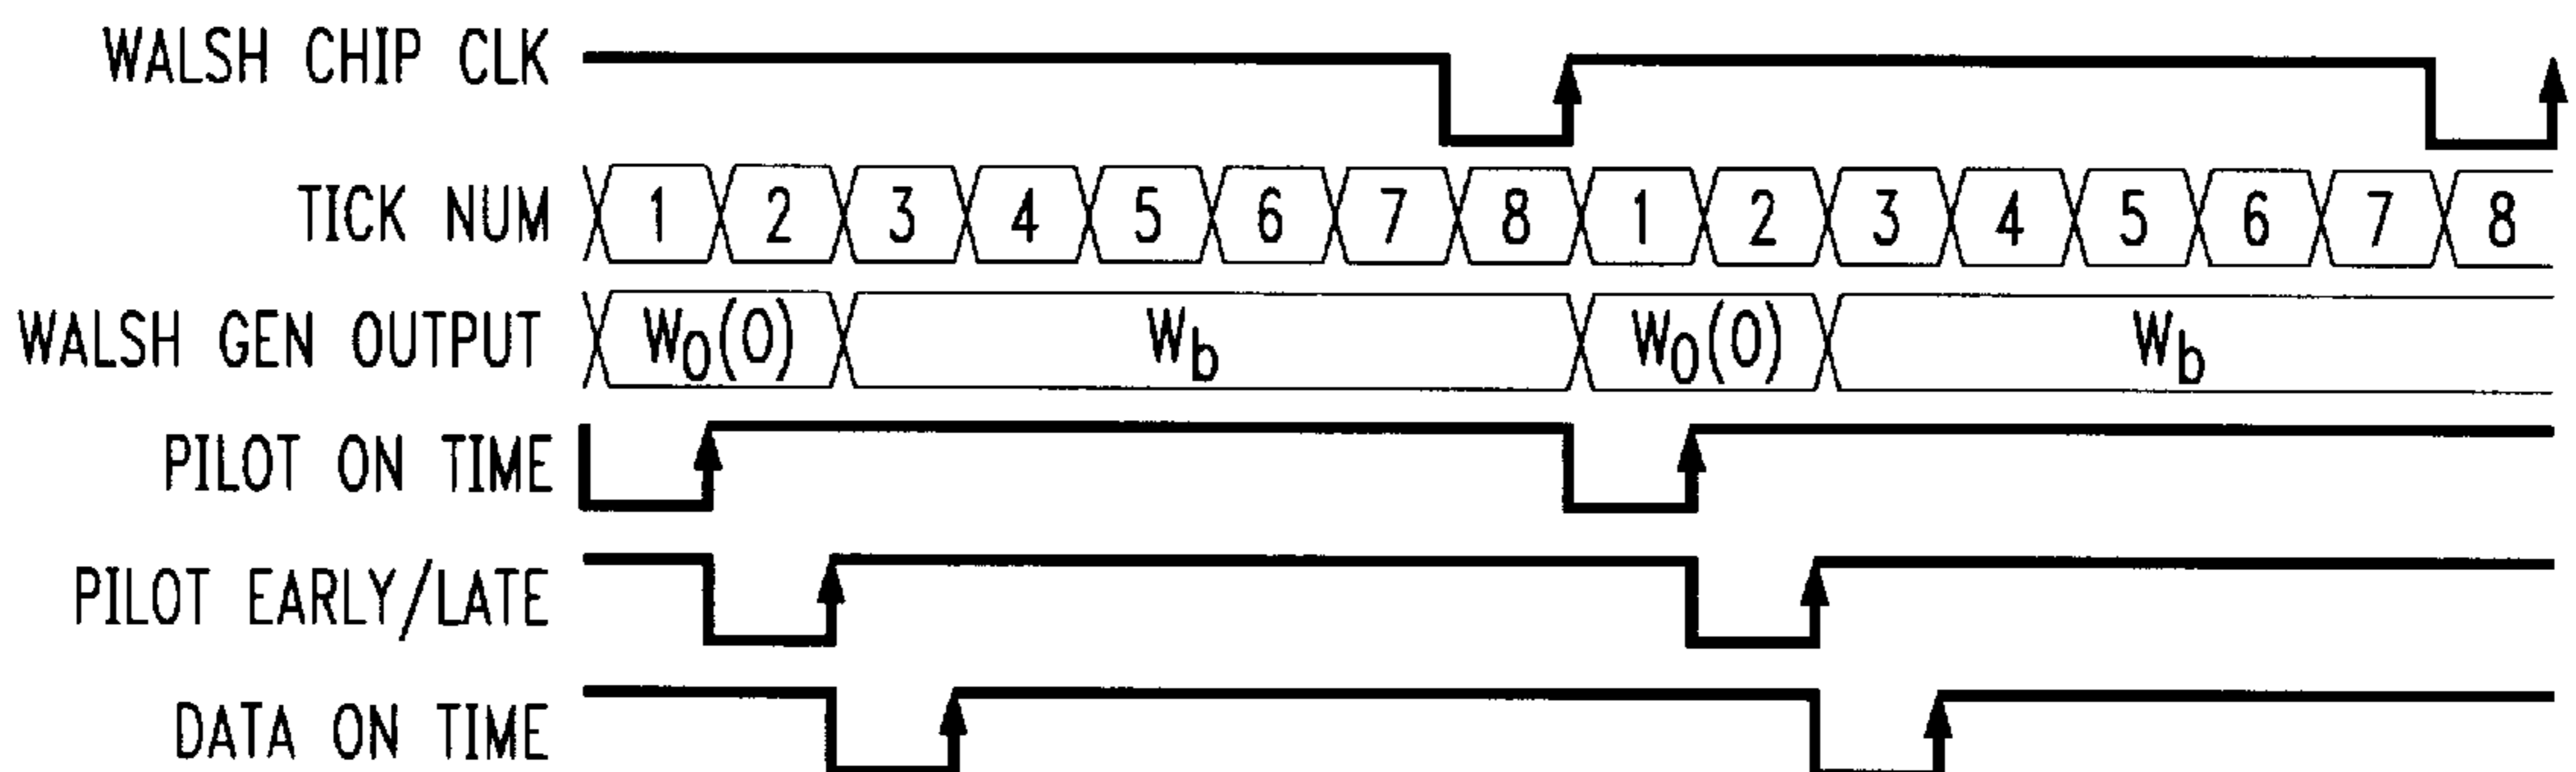 WALSH CHIP CLK
TICK NUM 1 2 3 4 5 6 7 8 1 2 3 4 5 6 7 8
WALSH GEN OUTPUT W0(0) Wb W0(0) Wb
PILOT ON TIME
PILOT EARLY/LATE
DATA ON TIME